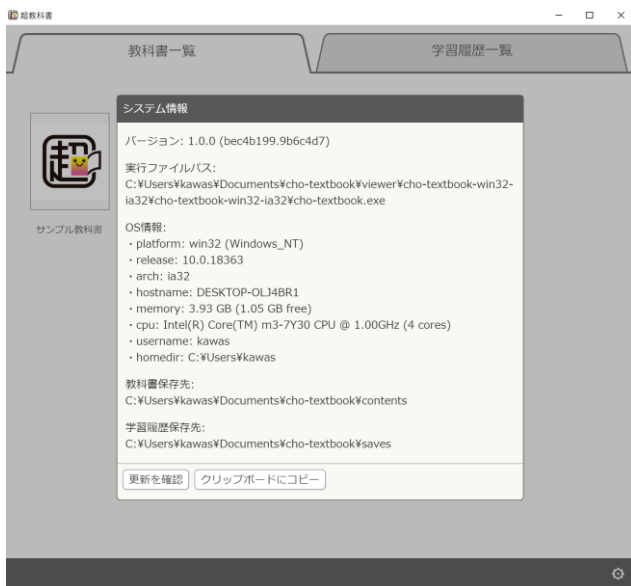 超教科書
教科書一覧
学習履歴一覧
超
サンプル教科書
システム情報
バージョン: 1.0.0 (bec4b199.9b6c4d7)
実行ファイルパス:
C:¥Users¥kawas¥Documents¥cho-textbook¥viewer¥cho-textbook-win32-
ia32¥cho-textbook-win32-ia32¥cho-textbook.exe
OS情報:
・platform: win32 (Windows_NT)
・release: 10.0.18363
・arch: ia32
・hostname: DESKTOP-OLJ4BR1
・memory: 3.93 GB (1.05 GB free)
・cpu: Intel(R) Core(TM) m3-7Y30 CPU @ 1.00GHz (4 cores)
・username: kawas
・homedir: C:¥Users¥kawas
教科書保存先:
C:¥Users¥kawas¥Documents¥cho-textbook¥contents
学習履歴保存先:
C:¥Users¥kawas¥Documents¥cho-textbook¥saves
更新を確認 クリップボードにコピー